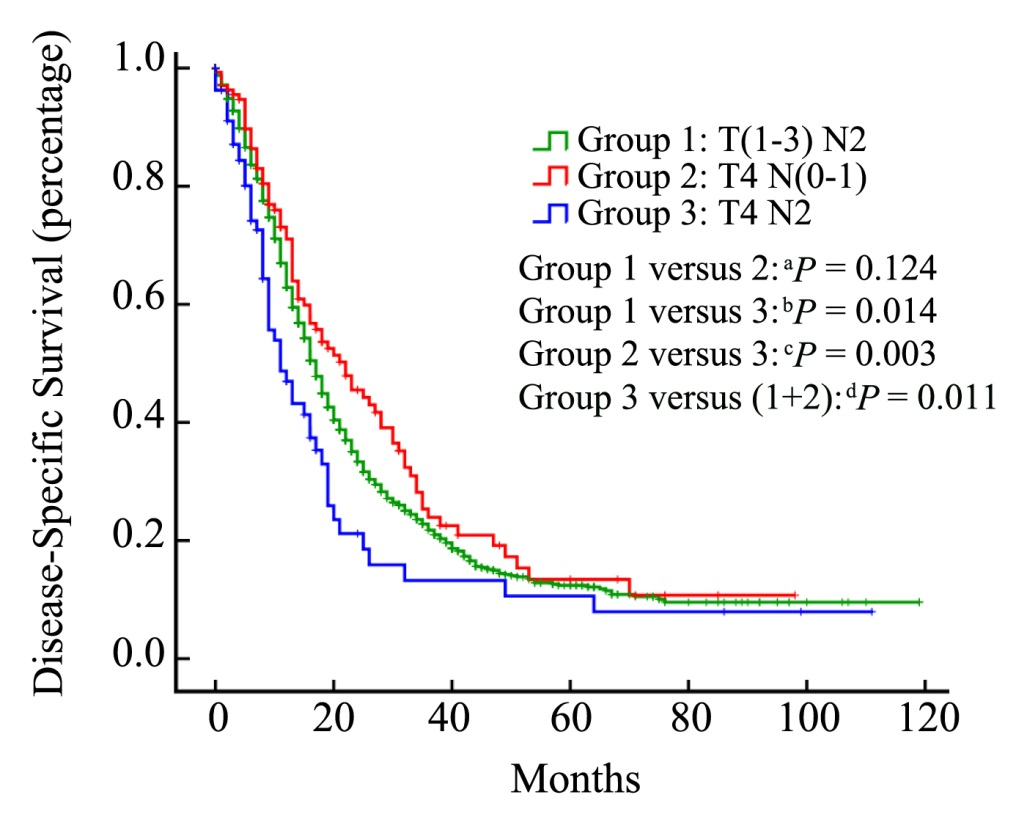 Disease-Specific Survival (percentage)
1.0
0.8
0.6
0.4
0.2
0.0
Group 1: T(1-3) N2
Group 2: T4 N(0-1)
Group 3: T4 N2
Group 1 versus 2:ᵃP = 0.124
Group 1 versus 3:ᵇP = 0.014
Group 2 versus 3:ᶜP = 0.003
Group 3 versus (1+2):ᵈP = 0.011
0 20 40 60 80 100 120
Months